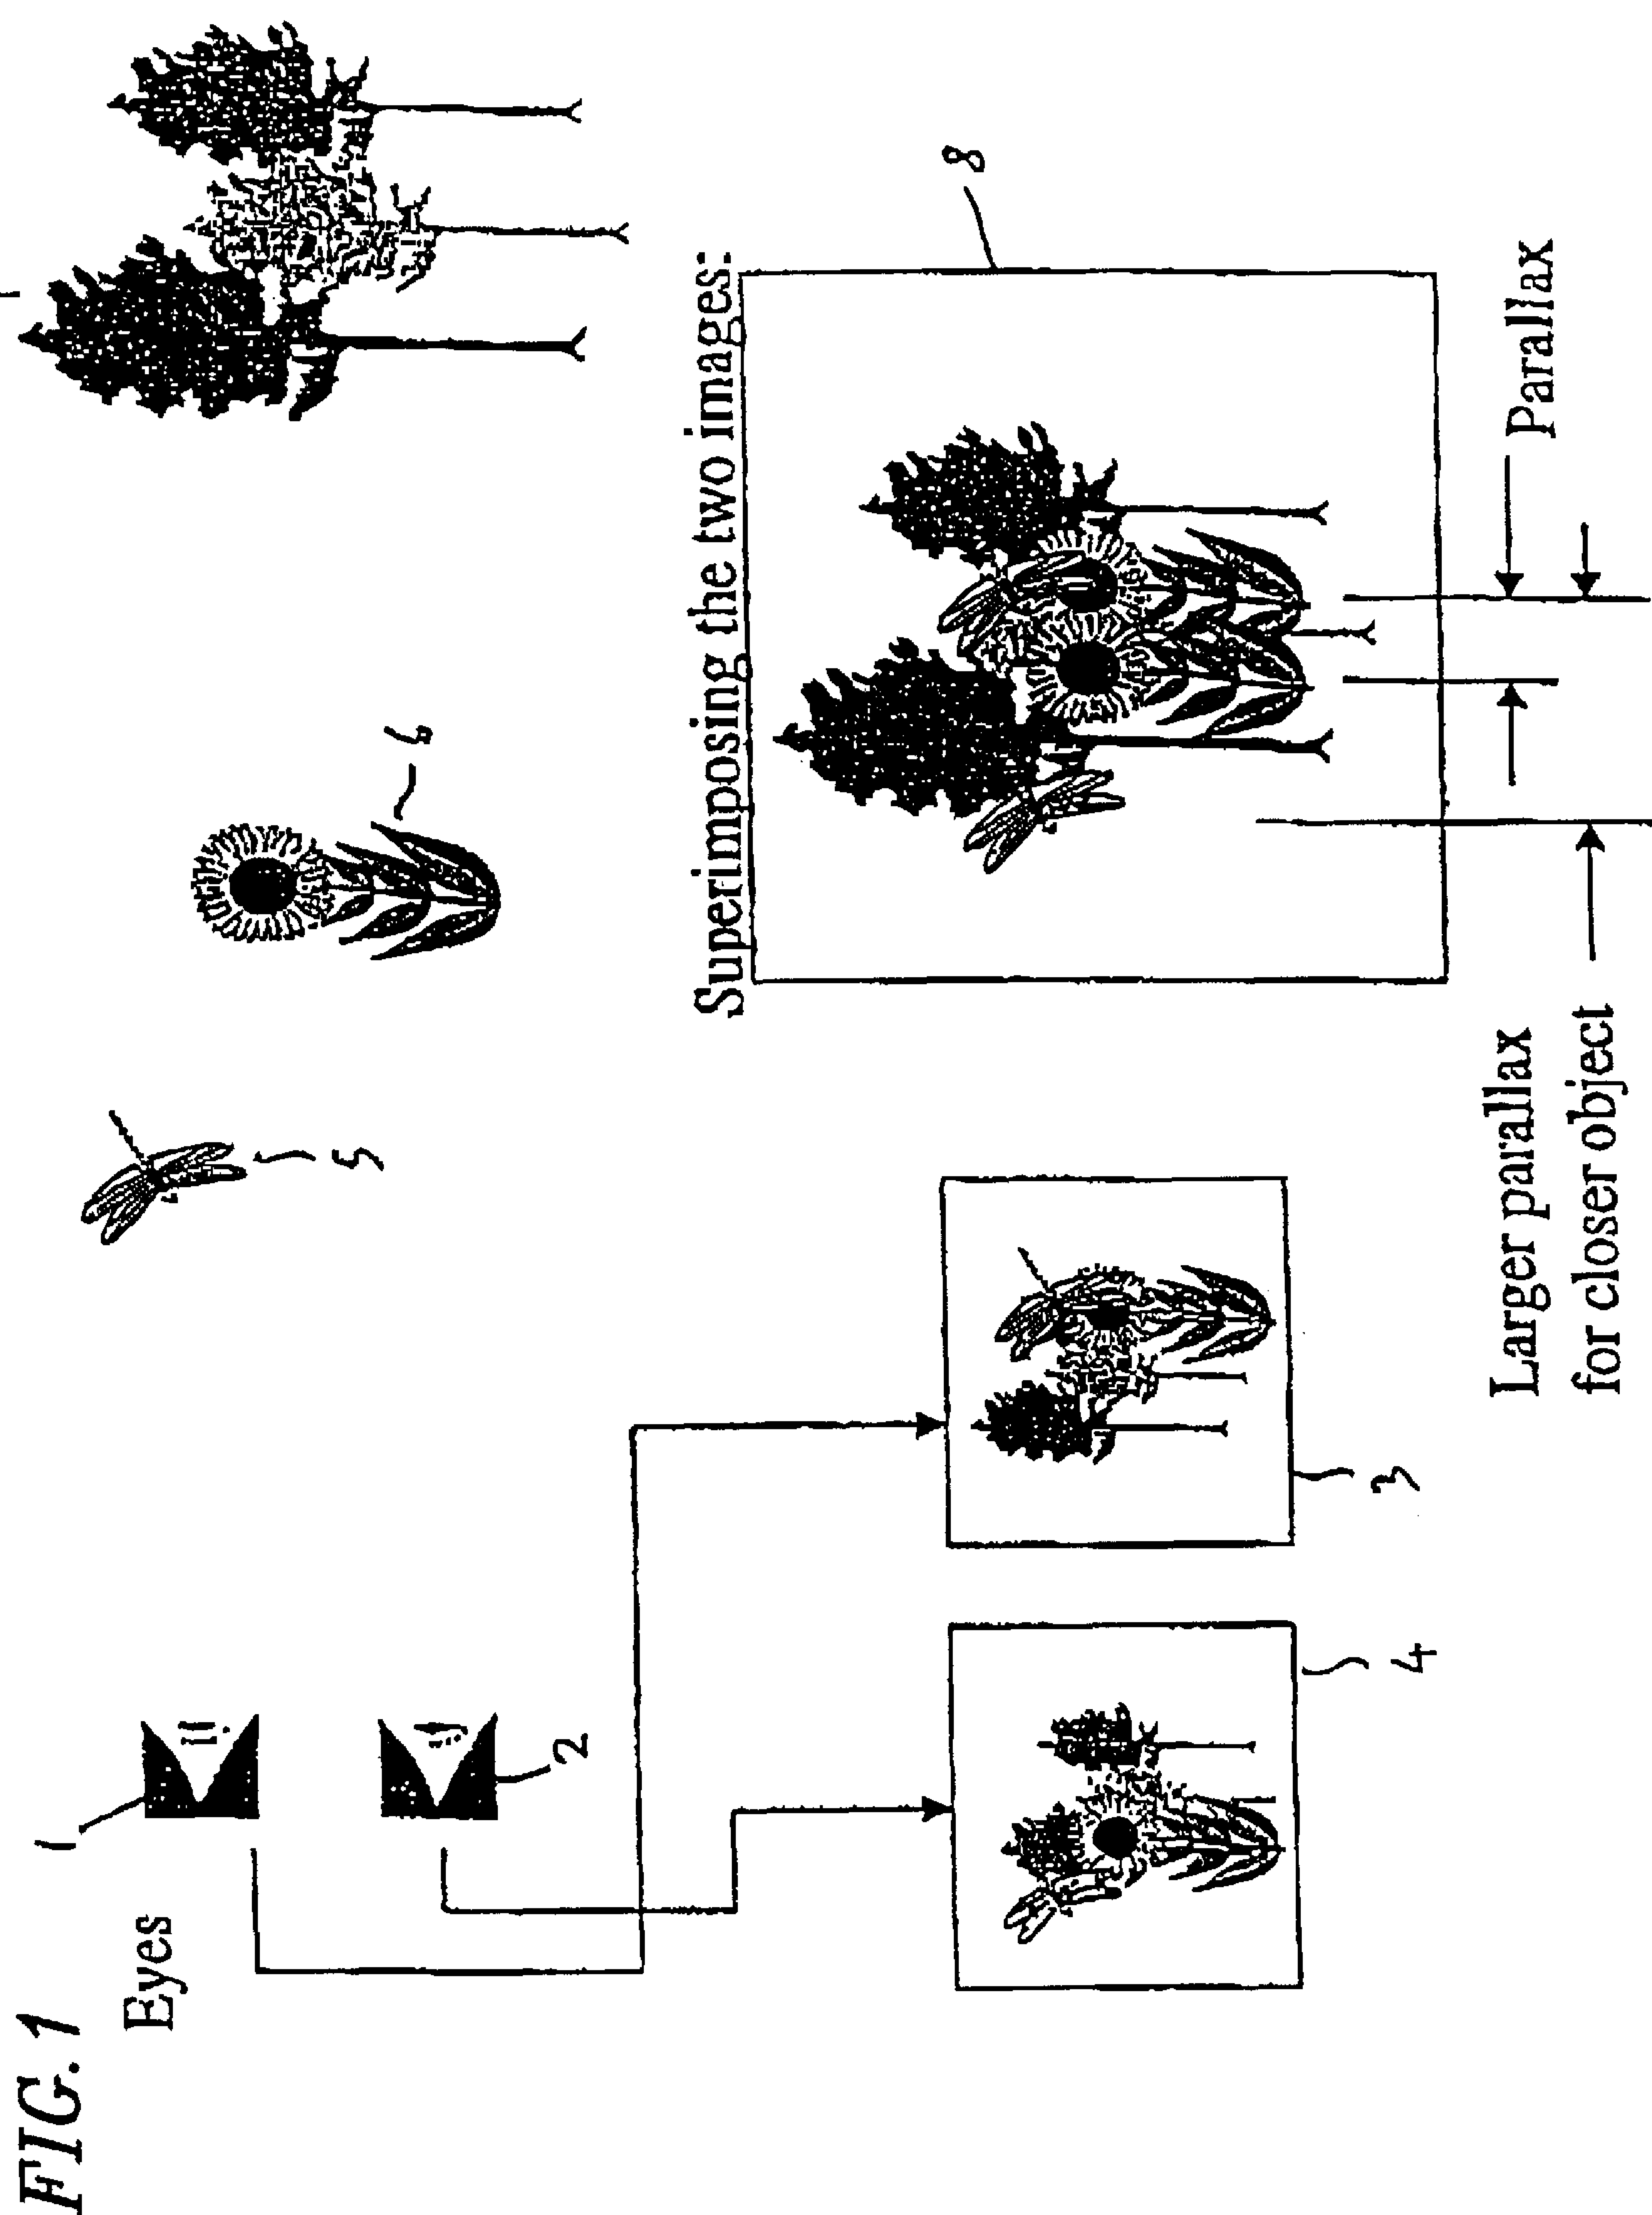 FIG. 1
Eyes
1
2
5
6
Superimposing the two images:
8
4
3
Parallax
Larger parallax
for closer object